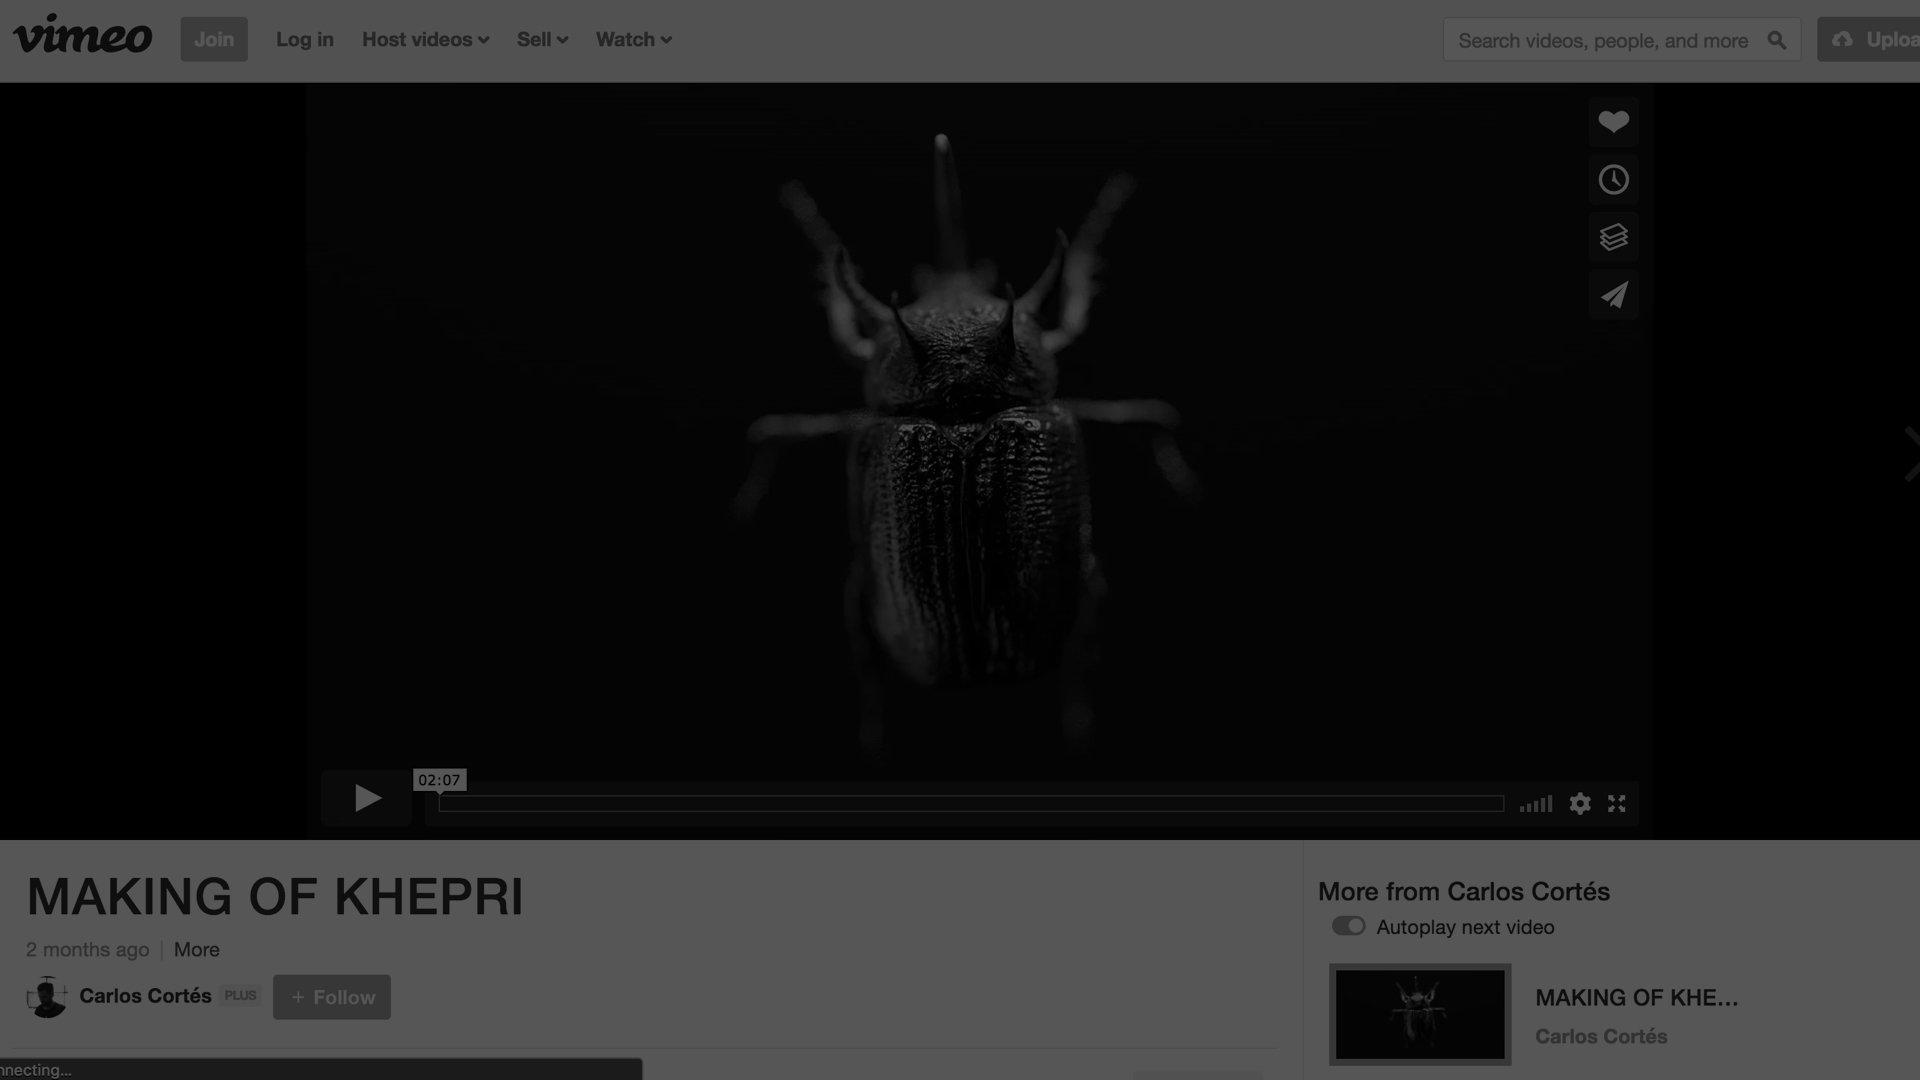 vimeo
Join
Log in
Host videos
Sell
Watch
Search videos, people, and more
02:07
MAKING OF KHEPRI
2 months ago
More
Carlos Cortés
PLUS
+ Follow
More from Carlos Cortés
Autoplay next video
MAKING OF KHE...
Carlos Cortés